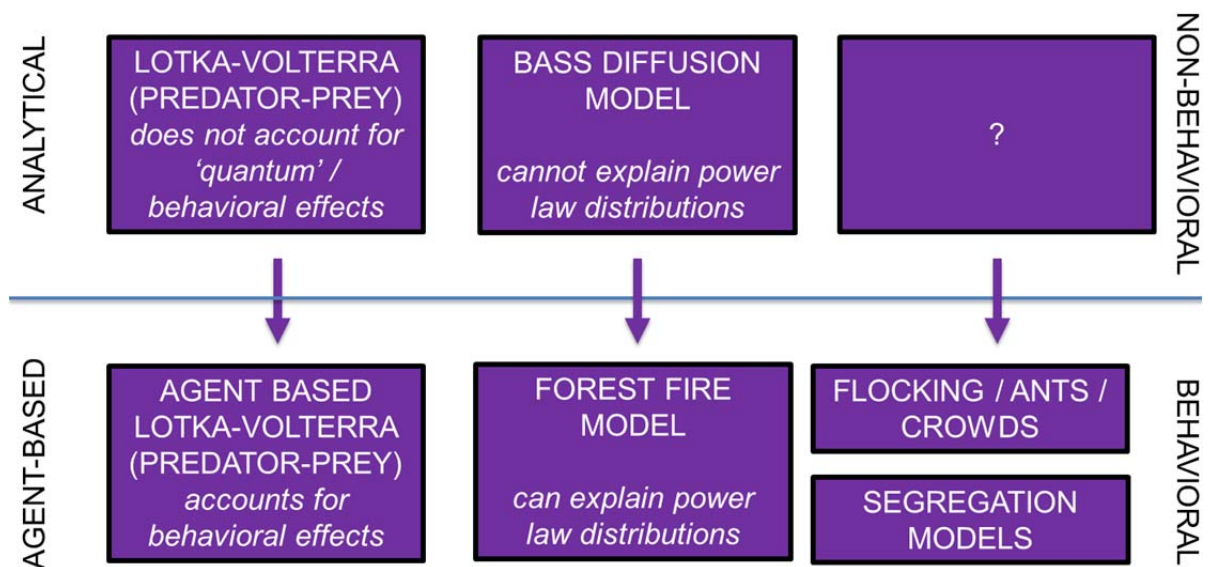 ANALYTICAL
LOTKA-VOLTERRA
(PREDATOR-PREY)
does not account for
‘quantum’ /
behavioral effects
BASS DIFFUSION
MODEL
cannot explain power
law distributions
?
NON-BEHAVIORAL
AGENT-BASED
AGENT BASED
LOTKA-VOLTERRA
(PREDATOR-PREY)
accounts for
behavioral effects
FOREST FIRE
MODEL
can explain power
law distributions
FLOCKING / ANTS /
CROWDS
SEGREGATION
MODELS
BEHAVIORAL